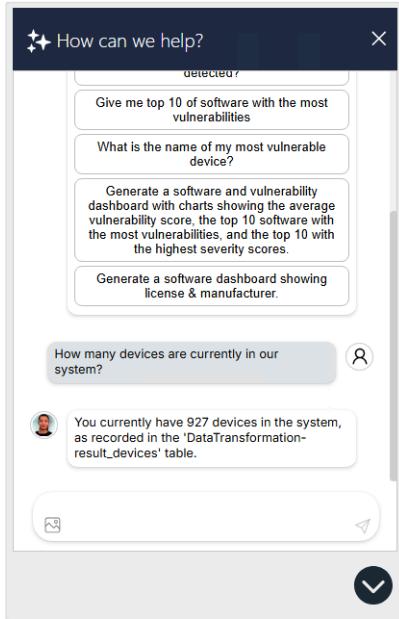 How can we help?
detected?
Give me top 10 of software with the most
vulnerabilities
What is the name of my most vulnerable
device?
Generate a software and vulnerability
dashboard with charts showing the average
vulnerability score, the top 10 software with
the most vulnerabilities, and the top 10 with
the highest severity scores.
Generate a software dashboard showing
license & manufacturer.
How many devices are currently in our
system?
You currently have 927 devices in the system,
as recorded in the 'DataTransformation-
result_devices' table.